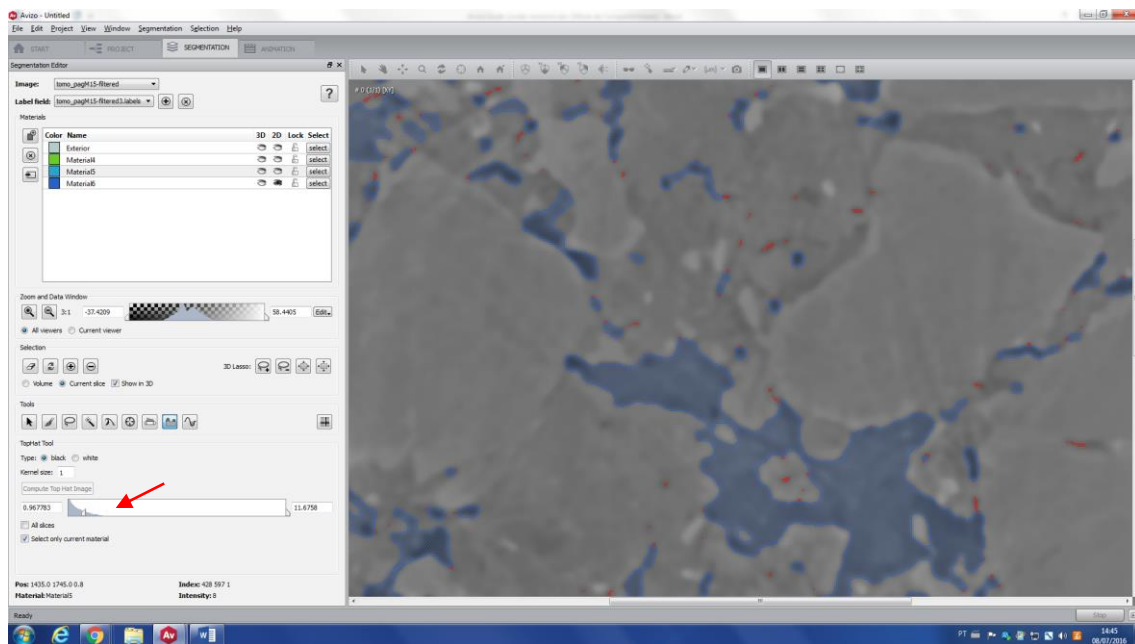 Avizo - Untitled
File Edit Project View Window Segmentation Selection Help
START PROJECT SEGMENTATION ANIMATION
Segmentation Editor
Image: tomo_pagM15-filtered
Label field: tomo_pagM15-filtered3.labels
Materials
Color Name 3D 2D Lock Select
Exterior select
Material4 select
Material5 select
Material6 select
Zoom and Data Window
3:1 -37.4209 58.4405 Edit
All viewers Current viewer
Selection
3D Lasso:
Volume Current slice Show in 3D
Tools
TopHat Tool
Type: black white
Kernel size: 1
Compute Top Hat Image
0.967783 11.6758
All slices
Select only current material
Pos: 1435.0 1745.0 0.8 Index: 428 597 1
Material: Material5 Intensity: 8
Ready Stop
PT 14:45
08/07/2016